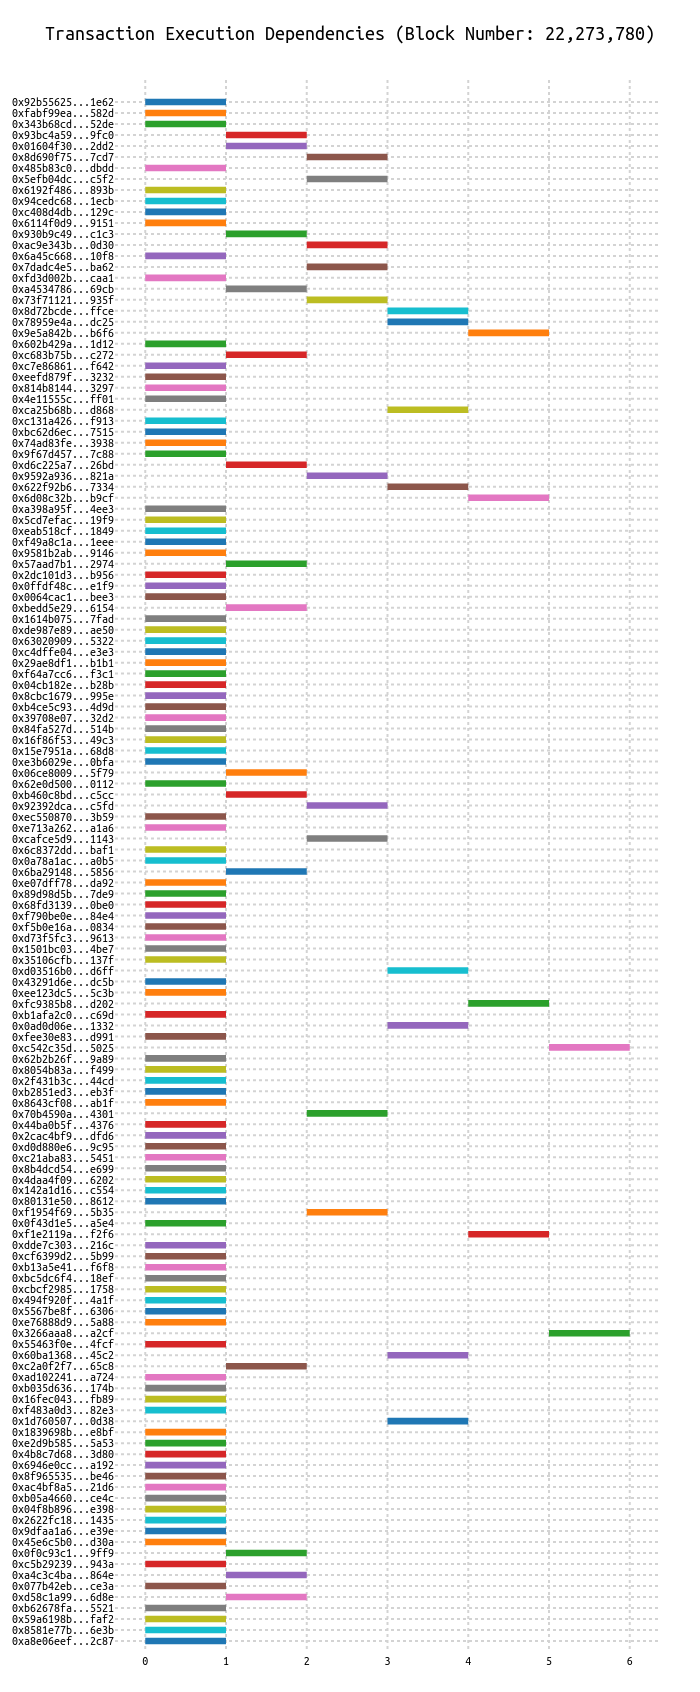 Transaction Execution Dependencies (Block Number: 22,273,780)
0x92b55625...1e62
0xfabf99ea...582d
0x343b68cd...52de
0x93bc4a59...9fc0
0x01604f30...2dd2
0x8d690f75...7cd7
0x485b83c0...dbdd
0x5efb04dc...c5f2
0x6192f486...893b
0x94cedc68...1ecb
0xc408d4db...129c
0x6114f0d9...9151
0x930b9c49...c1c3
0xac9e343b...0d30
0x6a45c668...10f8
0x7dadc4e5...ba62
0xfd3d002b...caa1
0xa4534786...69cb
0x73f71121...935f
0x8d72bcde...ffce
0x78959e4a...dc25
0x9e5a842b...b6f6
0x602b429a...1d12
0xc683b75b...c272
0xc7e86861...f642
0xeefd879f...3232
0x814b8144...3297
0x4e11555c...ff01
0xca25b68b...d868
0xc131a426...f913
0xbc62d6ec...7515
0x74ad83fe...3938
0x9f67d457...7c88
0xd6c225a7...26bd
0x9592a936...821a
0x622f92b6...7334
0x6d08c32b...b9cf
0xa398a95f...4ee3
0x5cd7efac...19f9
0xeab518cf...1849
0xf49a8c1a...1eee
0x9581b2ab...9146
0x57aad7b1...2974
0x2dc101d3...b956
0x0ffdf48c...e1f9
0x0064cac1...bee3
0xbedd5e29...6154
0x1614b075...7fad
0xde987e89...ae50
0x63020909...5322
0xc4dffe04...e3e3
0x29ae8df1...b1b1
0xf64a7cc6...f3c1
0x04cb182e...b28b
0x8cbc1679...995e
0xb4ce5c93...4d9d
0x39708e07...32d2
0x84fa527d...514b
0x16f86f53...49c3
0x15e7951a...68d8
0xe3b6029e...0bfa
0x06ce8009...5f79
0x62e0d500...0112
0xb460c8bd...c5cc
0x92392dca...c5fd
0xec550870...3b59
0xe713a262...a1a6
0xcafce5d9...1143
0x6c8372dd...baf1
0x0a78a1ac...a0b5
0x6ba29148...5856
0xe07dff78...da92
0x89d98d5b...7de9
0x68fd3139...0be0
0xf790be0e...84e4
0xf5b0e16a...0834
0xd73f5fc3...9613
0x1501bc03...4be7
0x35106cfb...137f
0xd03516b0...d6ff
0x43291d6e...dc5b
0xee123dc5...5c3b
0xfc9385b8...d202
0xb1afa2c0...c69d
0x0ad0d06e...1332
0xfee30e83...d991
0xc542c35d...5025
0x62b2b26f...9a89
0x8054b83a...f499
0x2f431b3c...44cd
0xb2851ed3...eb3f
0x8643cf08...ab1f
0x70b4590a...4301
0x44ba0b5f...4376
0x2cac4bf9...dfd6
0xd0d880e6...9c95
0xc21aba83...5451
0x8b4dcd54...e699
0x4daa4f09...6202
0x142a1d16...c554
0x80131e50...8612
0xf1954f69...5b35
0x0f43d1e5...a5e4
0xf1e2119a...f2f6
0xdde7c303...216c
0xcf6399d2...5b99
0xb13a5e41...f6f8
0xbc5dc6f4...18ef
0xcbcf2985...1758
0x494f920f...4a1f
0x5567be8f...6306
0xe76888d9...5a88
0x3266aaa8...a2cf
0x55463f0e...4fcf
0x60ba1368...45c2
0xc2a0f2f7...65c8
0xad102241...a724
0xb035d636...174b
0x16fec043...fb89
0xf483a0d3...82e3
0x1d760507...0d38
0x1839698b...e8bf
0xe2d9b585...5a53
0x4b8c7d68...3d80
0x6946e0cc...a192
0x8f965535...be46
0xac4bf8a5...21d6
0xb05a4660...ce4c
0x04f8b896...e398
0x2622fc18...1435
0x9dfaa1a6...e39e
0x45e6c5b0...d30a
0x0f0c93c1...9ff9
0xc5b29239...943a
0xa4c3c4ba...864e
0x077b42eb...ce3a
0xd58c1a99...6d8e
0xb62678fa...5521
0x59a6198b...faf2
0x8581e77b...6e3b
0xa8e06eef...2c87
0 1 2 3 4 5 6